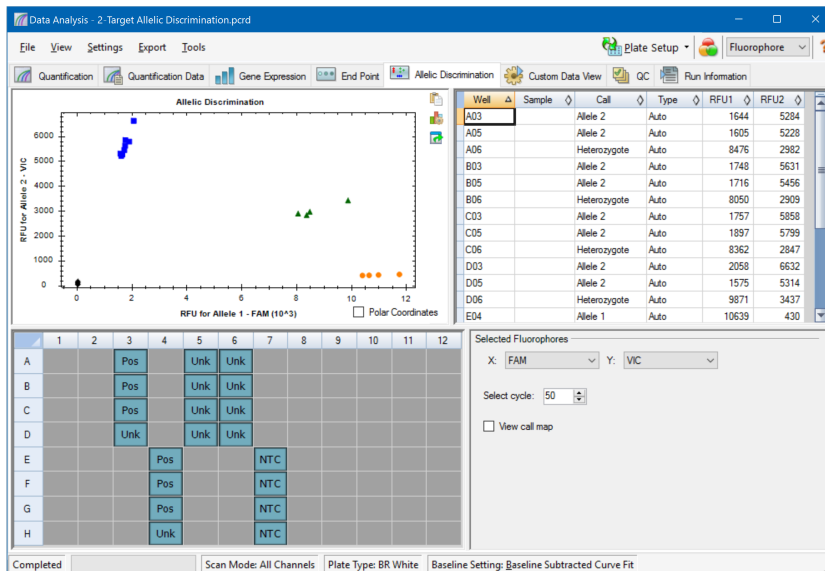 Data Analysis - 2-Target Allelic Discrimination.pcrd
File View Settings Export Tools
Plate Setup Fluorophore
Quantification Quantification Data Gene Expression End Point Allelic Discrimination Custom Data View QC Run Information
Allelic Discrimination
RFU for Allele 2 - VIC
6000
5000
4000
3000
2000
1000
0
0 2 4 6 8 10 12
RFU for Allele 1 - FAM (10^3)
Polar Coordinates
Well Sample Call Type RFU1 RFU2
A03 Allele 2 Auto 1644 5284
A05 Allele 2 Auto 1605 5228
A06 Heterozygote Auto 8476 2982
B03 Allele 2 Auto 1748 5631
B05 Allele 2 Auto 1716 5456
B06 Heterozygote Auto 8050 2909
C03 Allele 2 Auto 1757 5858
C05 Allele 2 Auto 1897 5799
C06 Heterozygote Auto 8362 2847
D03 Allele 2 Auto 2058 6632
D05 Allele 2 Auto 1575 5314
D06 Heterozygote Auto 9871 3437
E04 Allele 1 Auto 10639 430
1 2 3 4 5 6 7 8 9 10 11 12
A Pos Unk Unk
B Pos Unk Unk
C Pos Unk Unk
D Unk Unk Unk
E Pos NTC
F Pos NTC
G Pos NTC
H Unk NTC
Selected Fluorophores
X: FAM Y: VIC
Select cycle: 50
View call map
Completed Scan Mode: All Channels Plate Type: BR White Baseline Setting: Baseline Subtracted Curve Fit